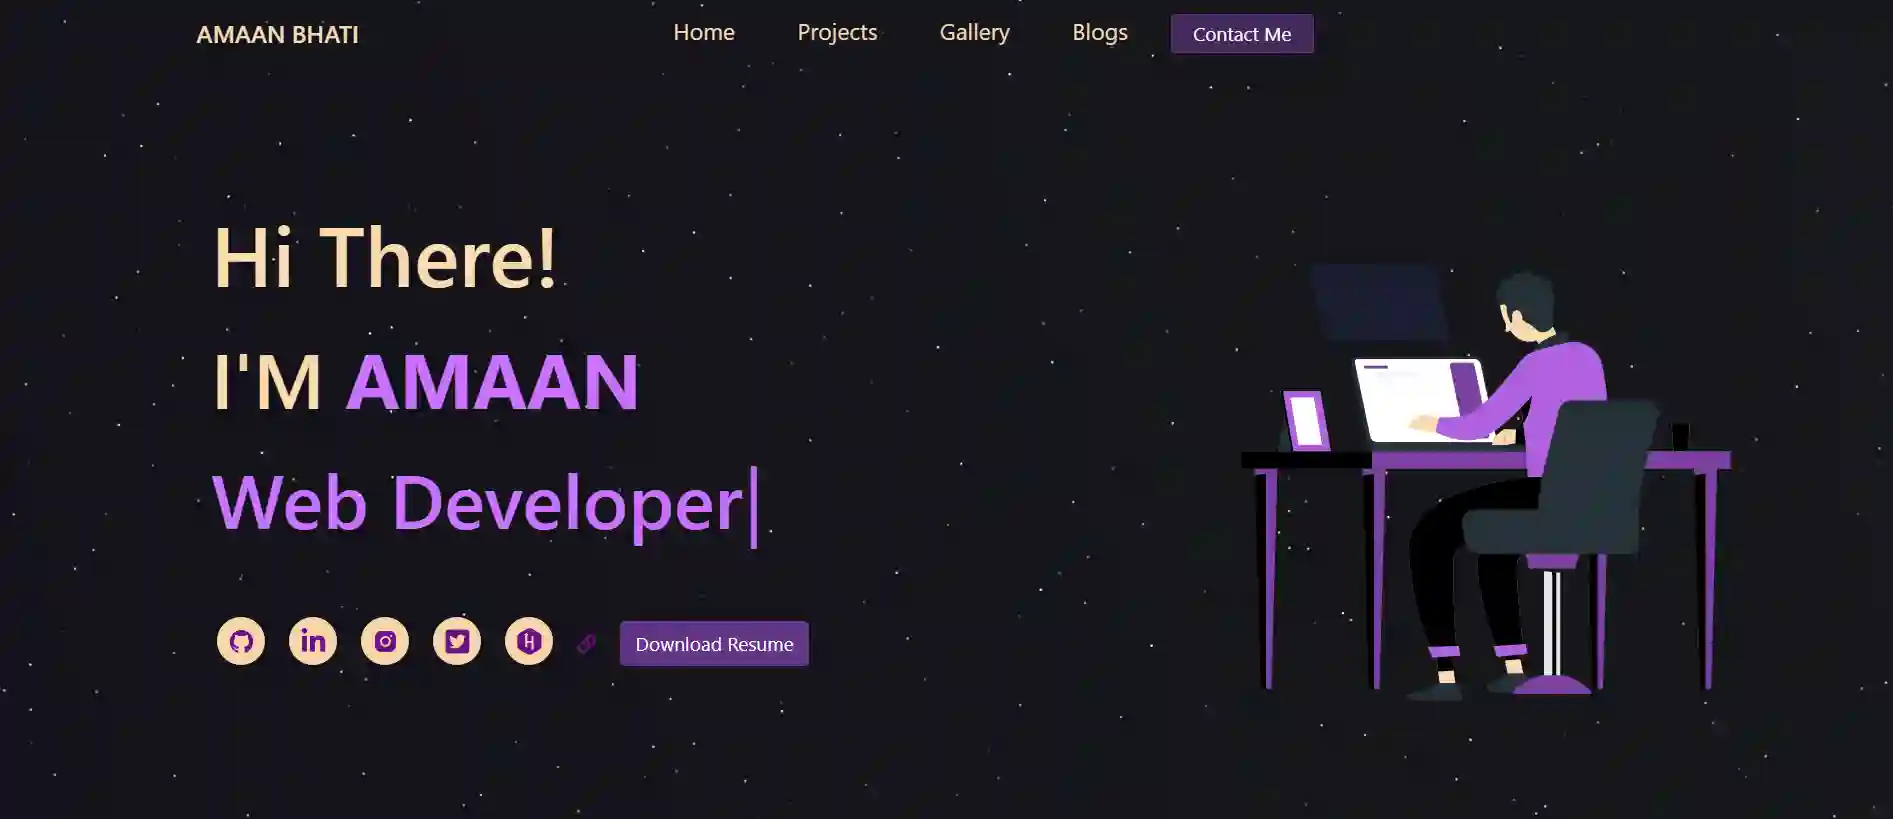 AMAAN BHATI
Home Projects Gallery Blogs Contact Me
Hi There!
I'M AMAAN
Web Developer|
Download Resume